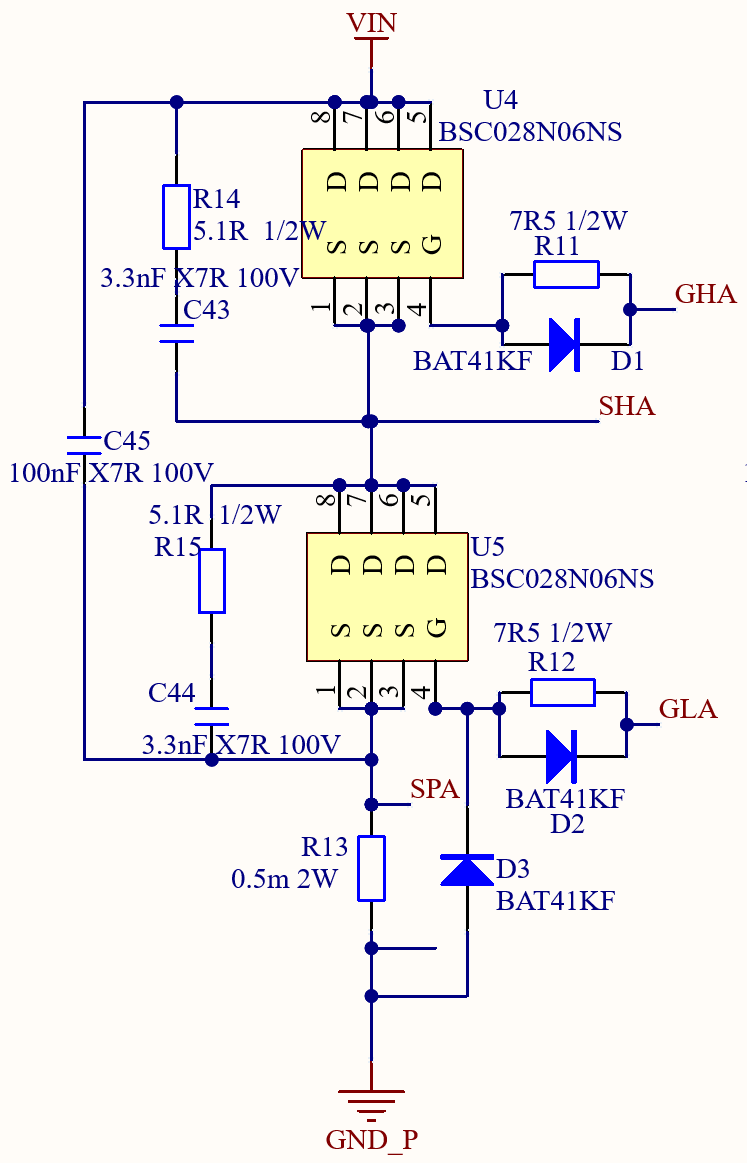 VIN
U4
BSC028N06NS
8 7 6 5
D D D D
S S S G
1 2 3 4
R14
5.1R 1/2W
3.3nF X7R 100V
C43
7R5 1/2W
R11
GHA
BAT41KF
D1
SHA
C45
100nF X7R 100V
8 7 6 5
5.1R 1/2W
R15
U5
BSC028N06NS
D D D D
S S S G
1 2 3 4
7R5 1/2W
R12
C44
GLA
3.3nF X7R 100V
SPA
BAT41KF
D2
R13
0.5m 2W
D3
BAT41KF
GND_P